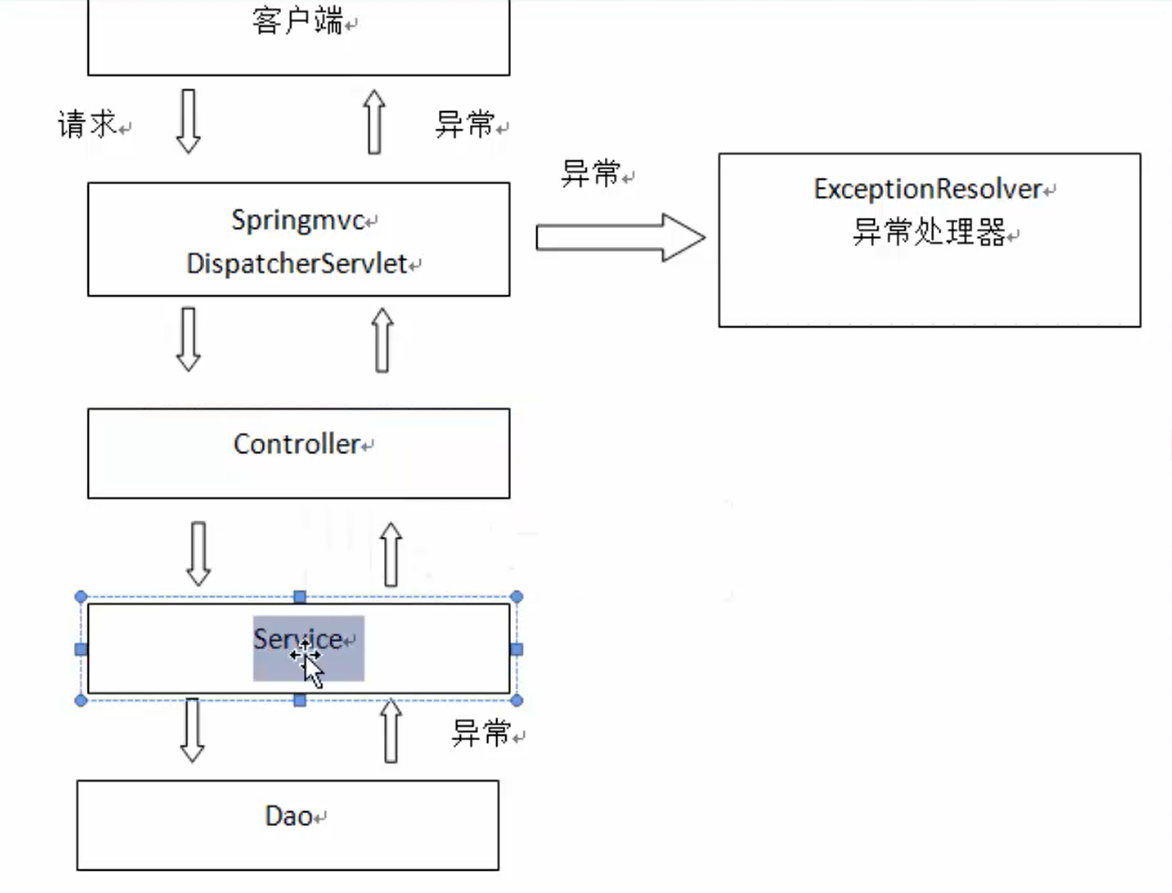 客户端
请求
异常
异常
Springmvc
DispatcherServlet
ExceptionResolver
异常处理器
Controller
Service
异常
Dao